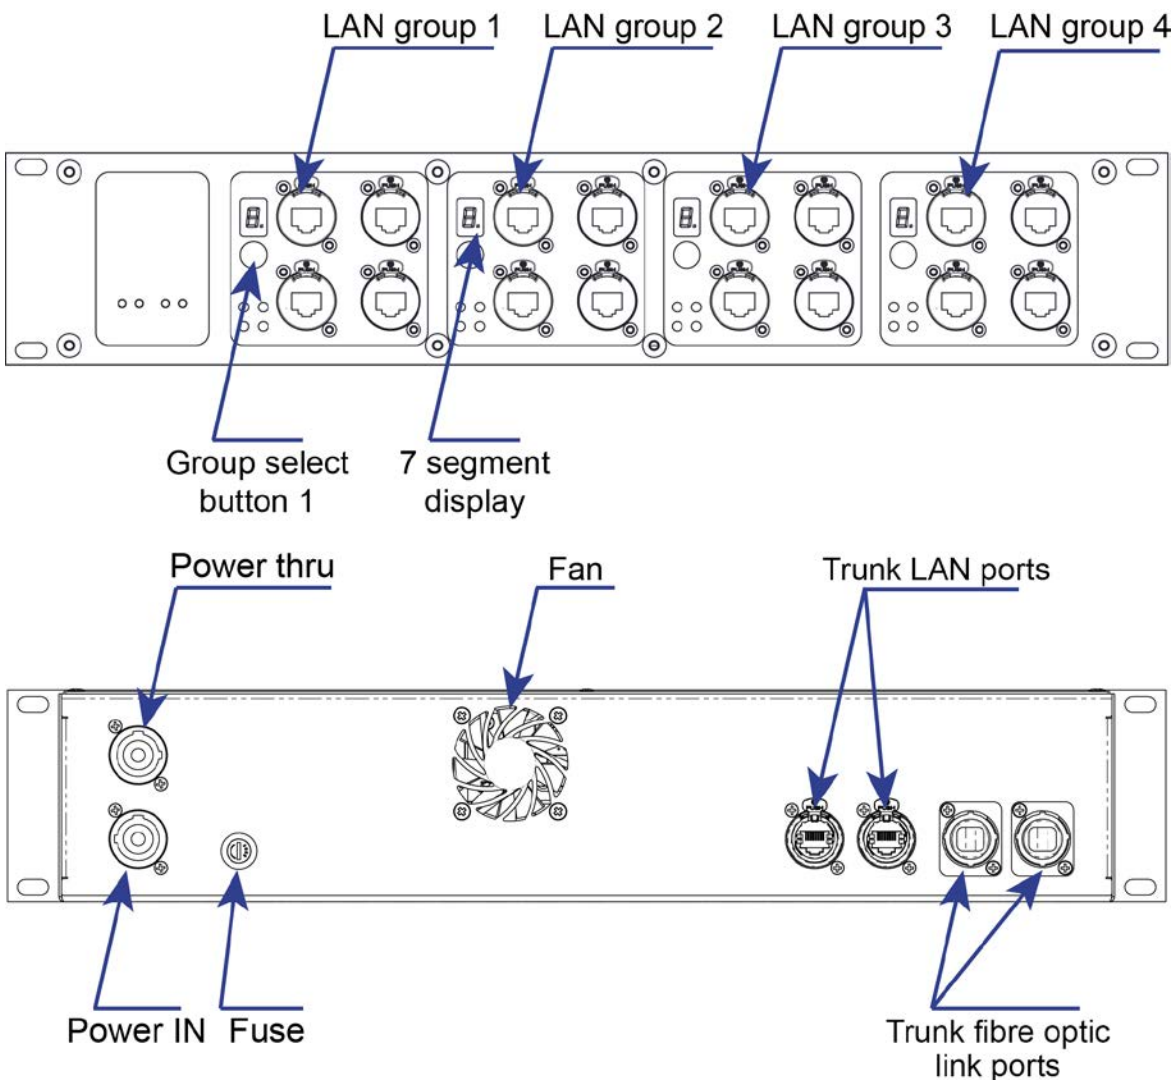 LAN group 1
LAN group 2
LAN group 3
LAN group 4
Group select
button 1
7 segment
display
Power thru
Fan
Trunk LAN ports
Power IN
Fuse
Trunk fibre optic
link ports